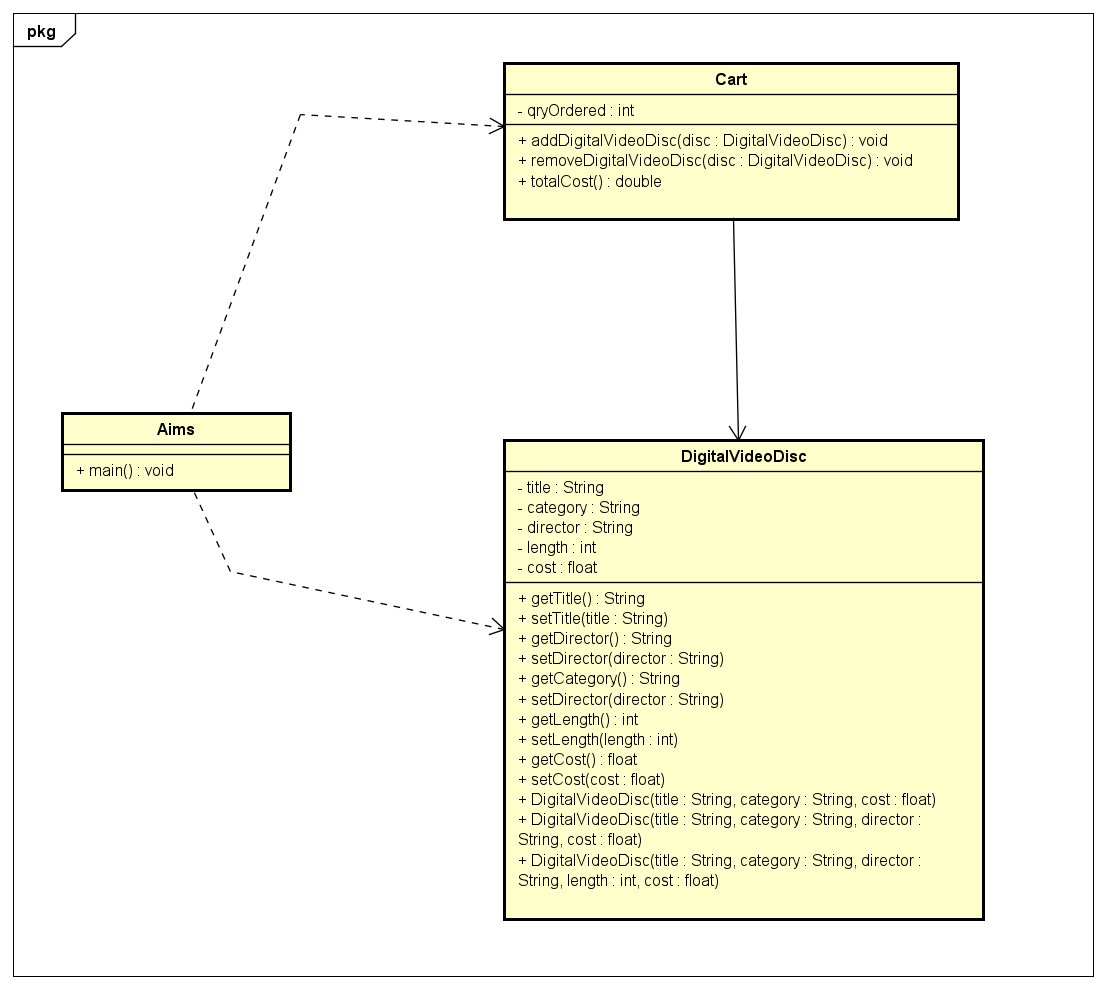 pkg
Cart
- qryOrdered : int
+ addDigitalVideoDisc(disc : DigitalVideoDisc) : void
+ removeDigitalVideoDisc(disc : DigitalVideoDisc) : void
+ totalCost() : double
Aims
+ main() : void
DigitalVideoDisc
- title : String
- category : String
- director : String
- length : int
- cost : float
+ getTitle() : String
+ setTitle(title : String)
+ getDirector() : String
+ setDirector(director : String)
+ getCategory() : String
+ setDirector(director : String)
+ getLength() : int
+ setLength(length : int)
+ getCost() : float
+ setCost(cost : float)
+ DigitalVideoDisc(title : String, category : String, cost : float)
+ DigitalVideoDisc(title : String, category : String, director :
String, cost : float)
+ DigitalVideoDisc(title : String, category : String, director :
String, length : int, cost : float)